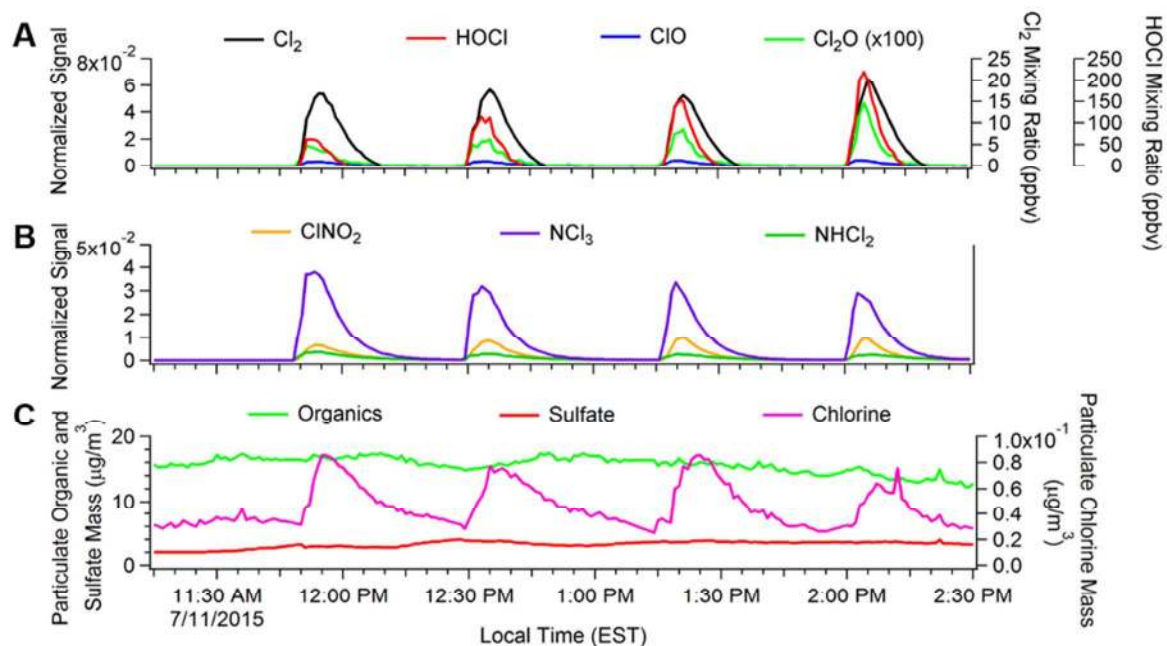 A
Cl2 HOCl ClO Cl2O (x100)
Normalized Signal
8x10-2
6
4
2
0
25
20
15
10
5
0
Cl2 Mixing Ratio (ppbv)
250
200
150
100
50
0
HOCl Mixing Ratio (ppbv)
B
ClNO2 NCl3 NHCl2
Normalized Signal
5x10-2
4
3
2
1
0
C
Organics Sulfate Chlorine
Particulate Organic and
Sulfate Mass (µg/m3)
20
10
0
1.0x10-1
0.8
0.6
0.4
0.2
0.0
Particulate Chlorine Mass
(µg/m3)
11:30 AM 12:00 PM 12:30 PM 1:00 PM 1:30 PM 2:00 PM 2:30 PM
7/11/2015
Local Time (EST)